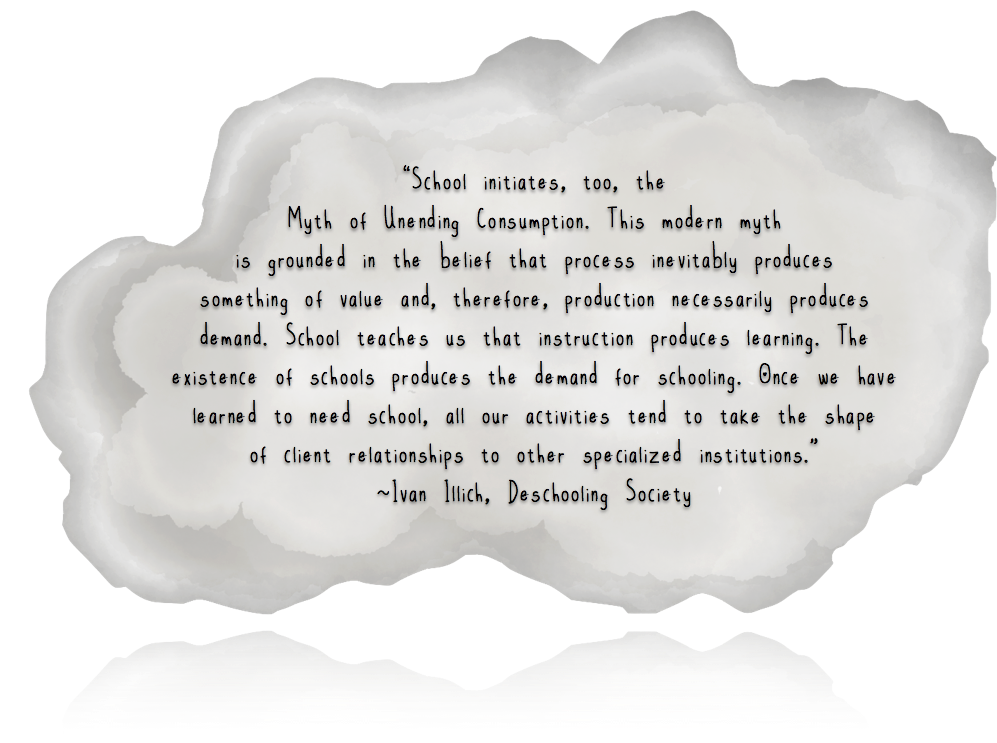 “School initiates, too, the
Myth of Unending Consumption. This modern myth
is grounded in the belief that process inevitably produces
something of value and, therefore, production necessarily produces
demand. School teaches us that instruction produces learning. The
existence of schools produces the demand for schooling. Once we have
learned to need school, all our activities tend to take the shape
of client relationships to other specialized institutions.”
~Ivan Illich, Deschooling Society